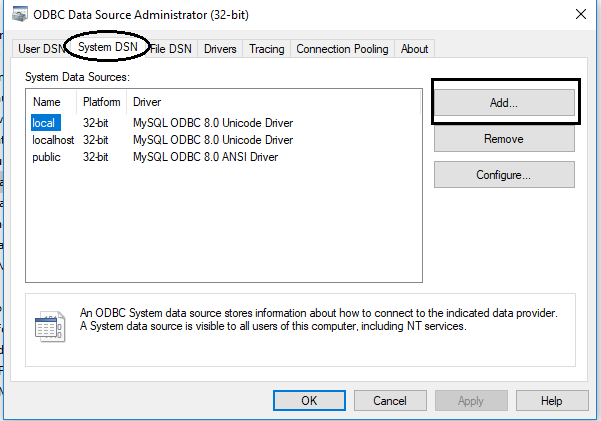 ODBC Data Source Administrator (32-bit)
User DSN System DSN File DSN Drivers Tracing Connection Pooling About
System Data Sources:
Name Platform Driver
local 32-bit MySQL ODBC 8.0 Unicode Driver
localhost 32-bit MySQL ODBC 8.0 Unicode Driver
public 32-bit MySQL ODBC 8.0 ANSI Driver
Add...
Remove
Configure...
An ODBC System data source stores information about how to connect to the indicated data provider.
A System data source is visible to all users of this computer, including NT services.
OK Cancel Apply Help